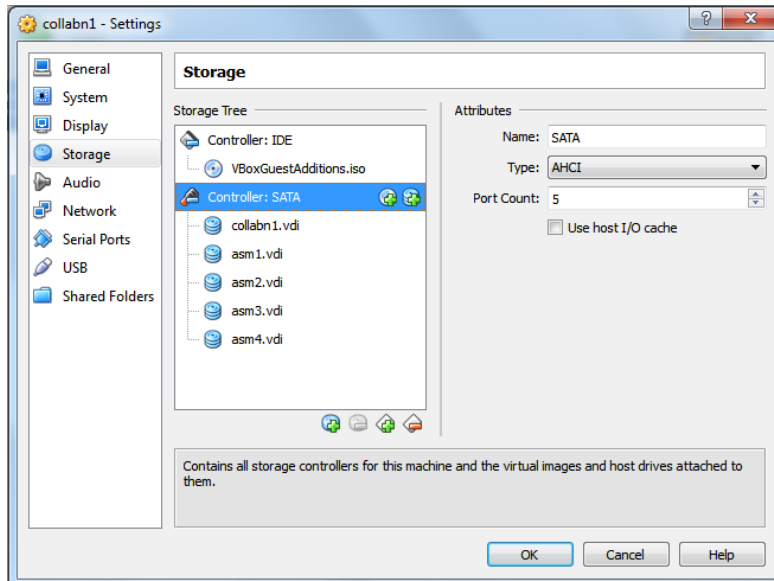 collabn1 - Settings
General
System
Display
Storage
Audio
Network
Serial Ports
USB
Shared Folders
Storage
Storage Tree
Controller: IDE
VBoxGuestAdditions.iso
Controller: SATA
collabn1.vdi
asm1.vdi
asm2.vdi
asm3.vdi
asm4.vdi
Attributes
Name: SATA
Type: AHCI
Port Count: 5
Use host I/O cache
Contains all storage controllers for this machine and the virtual images and host drives attached to
them.
OK Cancel Help